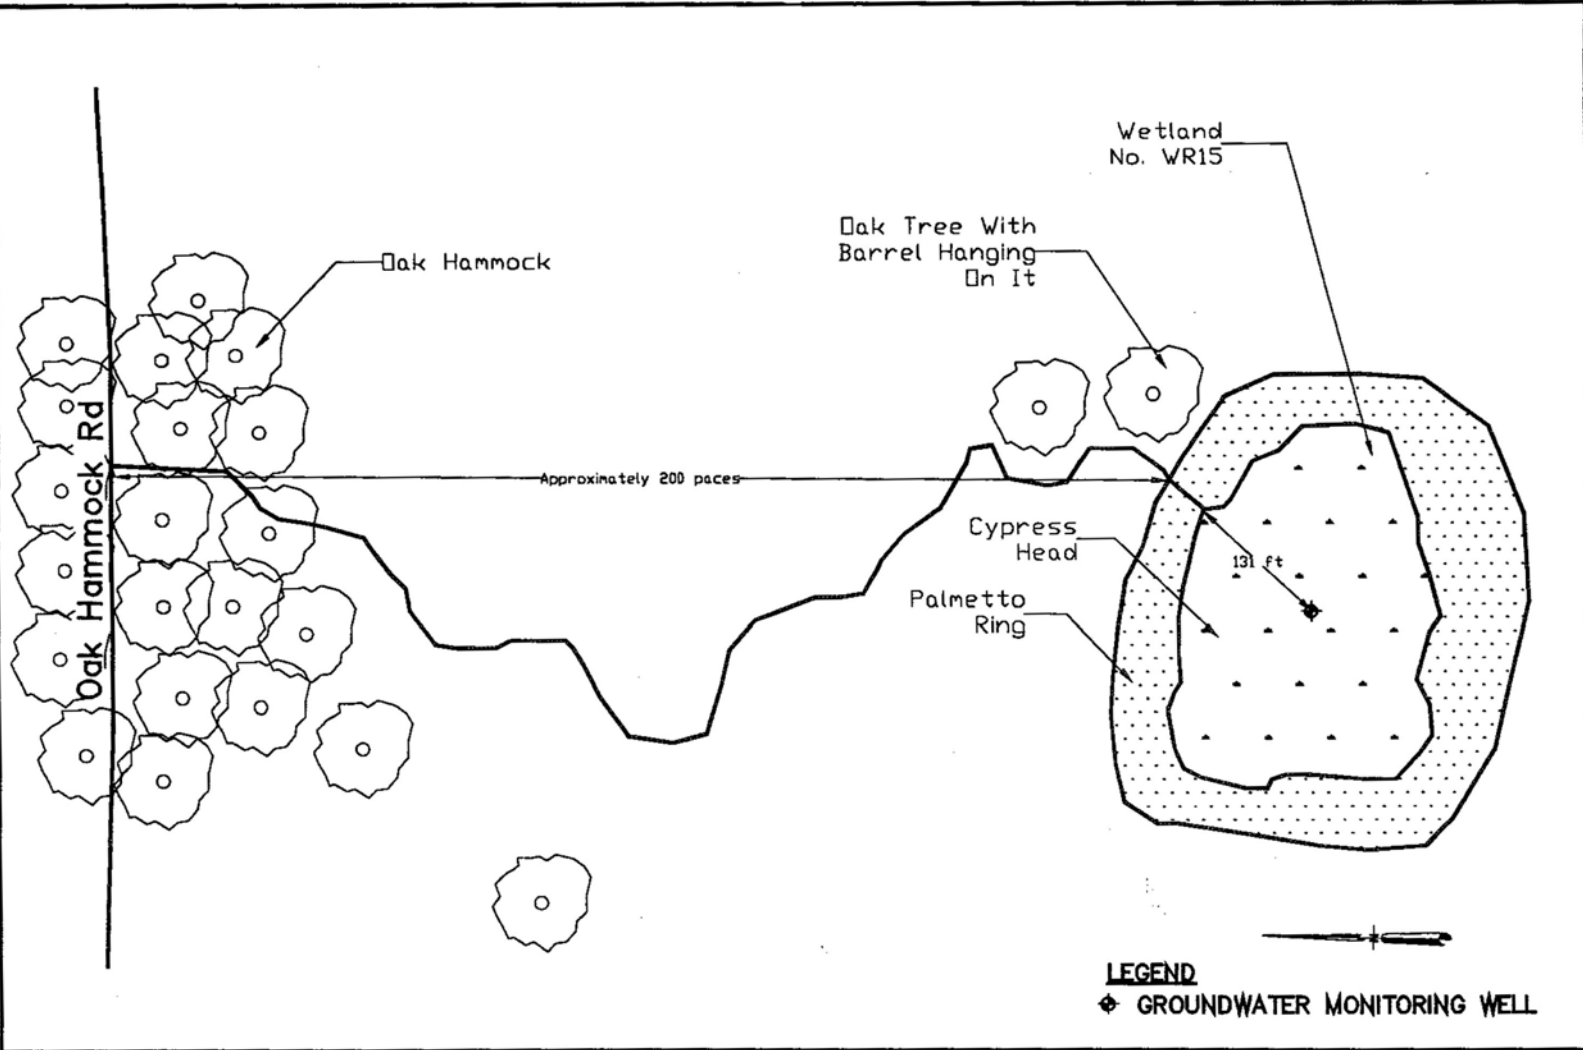 Wetland
No. WR15
Oak Tree With
Barrel Hanging
On It
Oak Hammock
Oak Hammock Rd
Approximately 200 paces
Cypress
Head
131 ft
Palmetto
Ring
LEGEND
GROUNDWATER MONITORING WELL